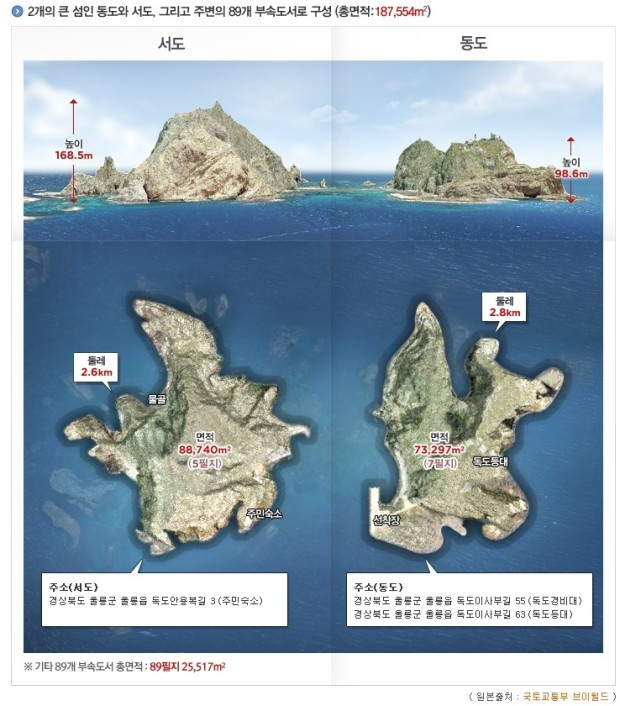 2개의 큰 섬인 동도와 서도, 그리고 주변의 89개 부속도서로 구성 (총면적:187,554㎡)
서도
동도
높이
168.5m
높이
98.6m
둘레
2.6km
물골
면적
88,740㎡
(5필지)
주민숙소
둘레
2.8km
면적
73,297㎡
(7필지)
독도등대
선착장
주소(서도)
경상북도 울릉군 울릉읍 독도안용복길 3 (주민숙소)
주소(동도)
경상북도 울릉군 울릉읍 독도이사부길 55 (독도경비대)
경상북도 울릉군 울릉읍 독도이사부길 63 (독도등대)
※ 기타 89개 부속도서 총면적 : 89필지 25,517㎡
( 원본출처 : 국토교통부 브이월드 )